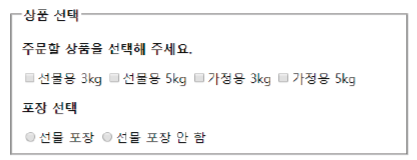 상품 선택
주문할 상품을 선택해 주세요.
선물용 3kg 선물용 5kg 가정용 3kg 가정용 5kg
포장 선택
선물 포장 선물 포장 안 함